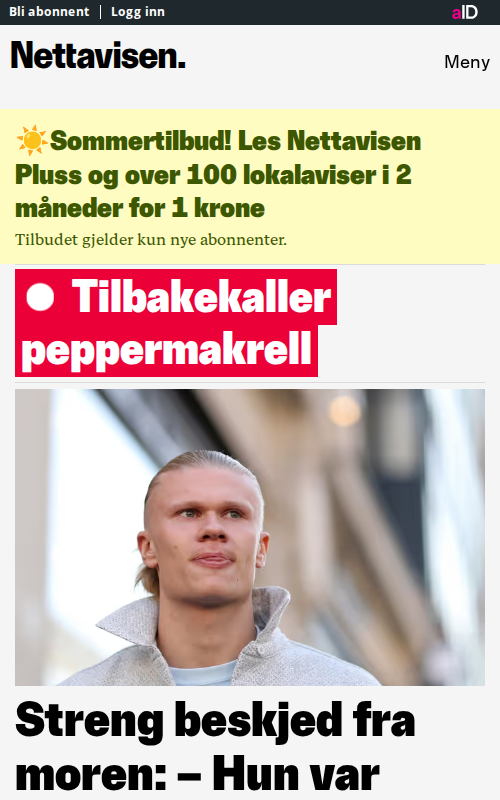 Bli abonnent | Logg inn
aID
Nettavisen.
Meny
☀️Sommertilbud! Les Nettavisen
Pluss og over 100 lokalaviser i 2
måneder for 1 krone
Tilbudet gjelder kun nye abonnenter.
Tilbakekaller
peppermakrell
Streng beskjed fra
moren: – Hun var